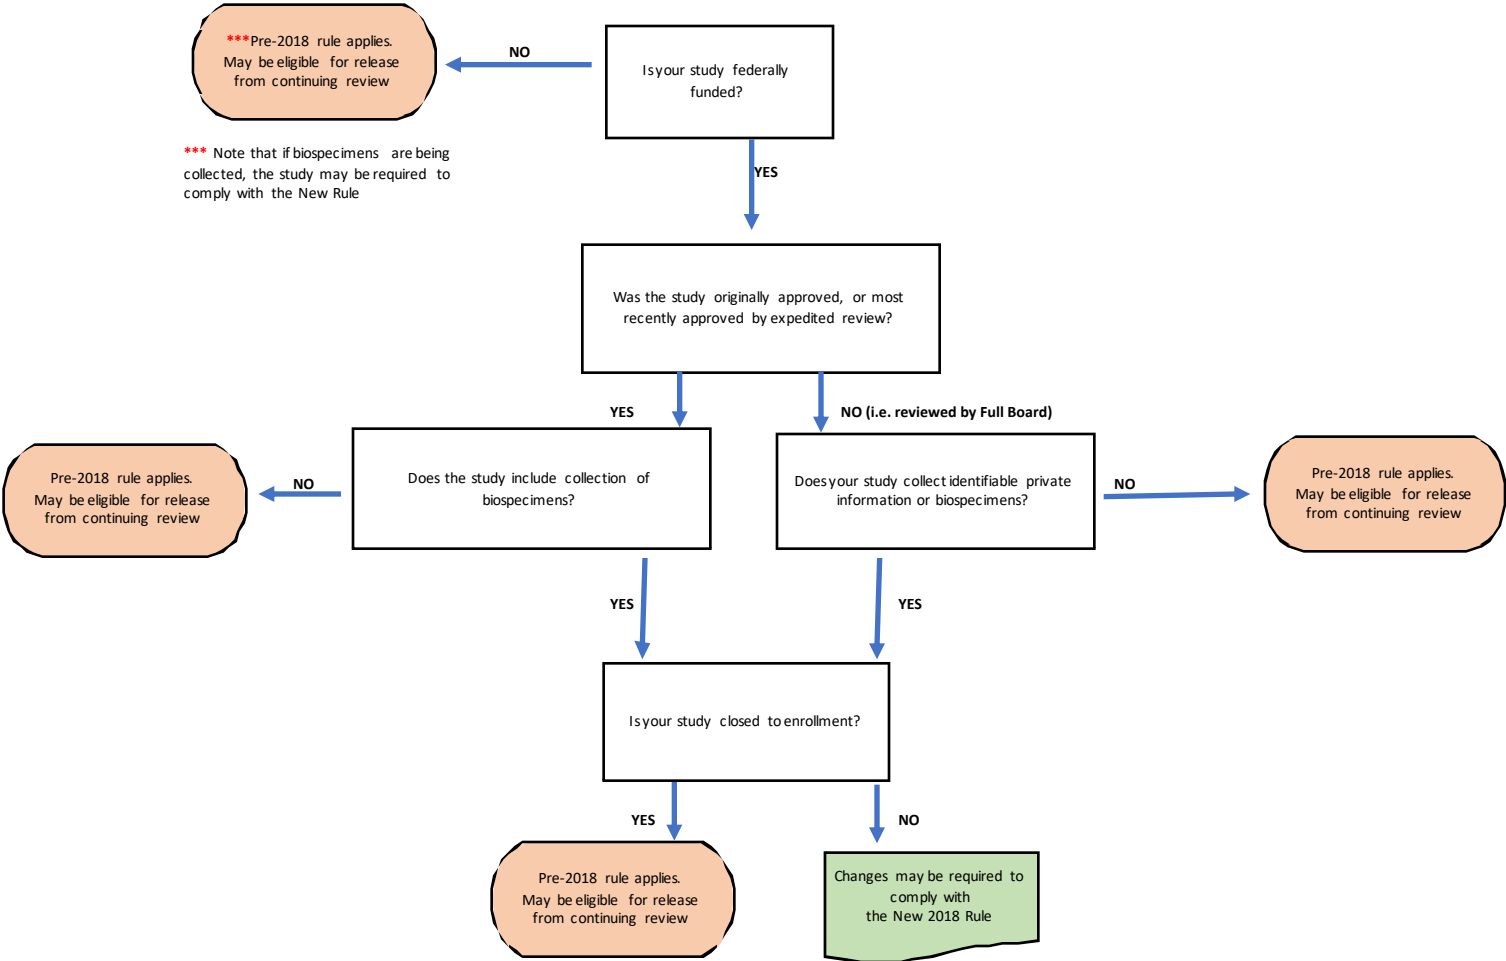 ***Pre-2018 rule applies.
May be eligible for release
from continuing review
NO
Is your study federally
funded?
*** Note that if biospecimens are being
collected, the study may be required to
comply with the New Rule
YES
Was the study originally approved, or most
recently approved by expedited review?
YES
NO (i.e. reviewed by Full Board)
Pre-2018 rule applies.
May be eligible for release
from continuing review
NO
Does the study include collection of
biospecimens?
Does your study collect identifiable private
information or biospecimens?
NO
Pre-2018 rule applies.
May be eligible for release
from continuing review
YES
YES
Is your study closed to enrollment?
YES
NO
Pre-2018 rule applies.
May be eligible for release
from continuing review
Changes may be required to
comply with
the New 2018 Rule